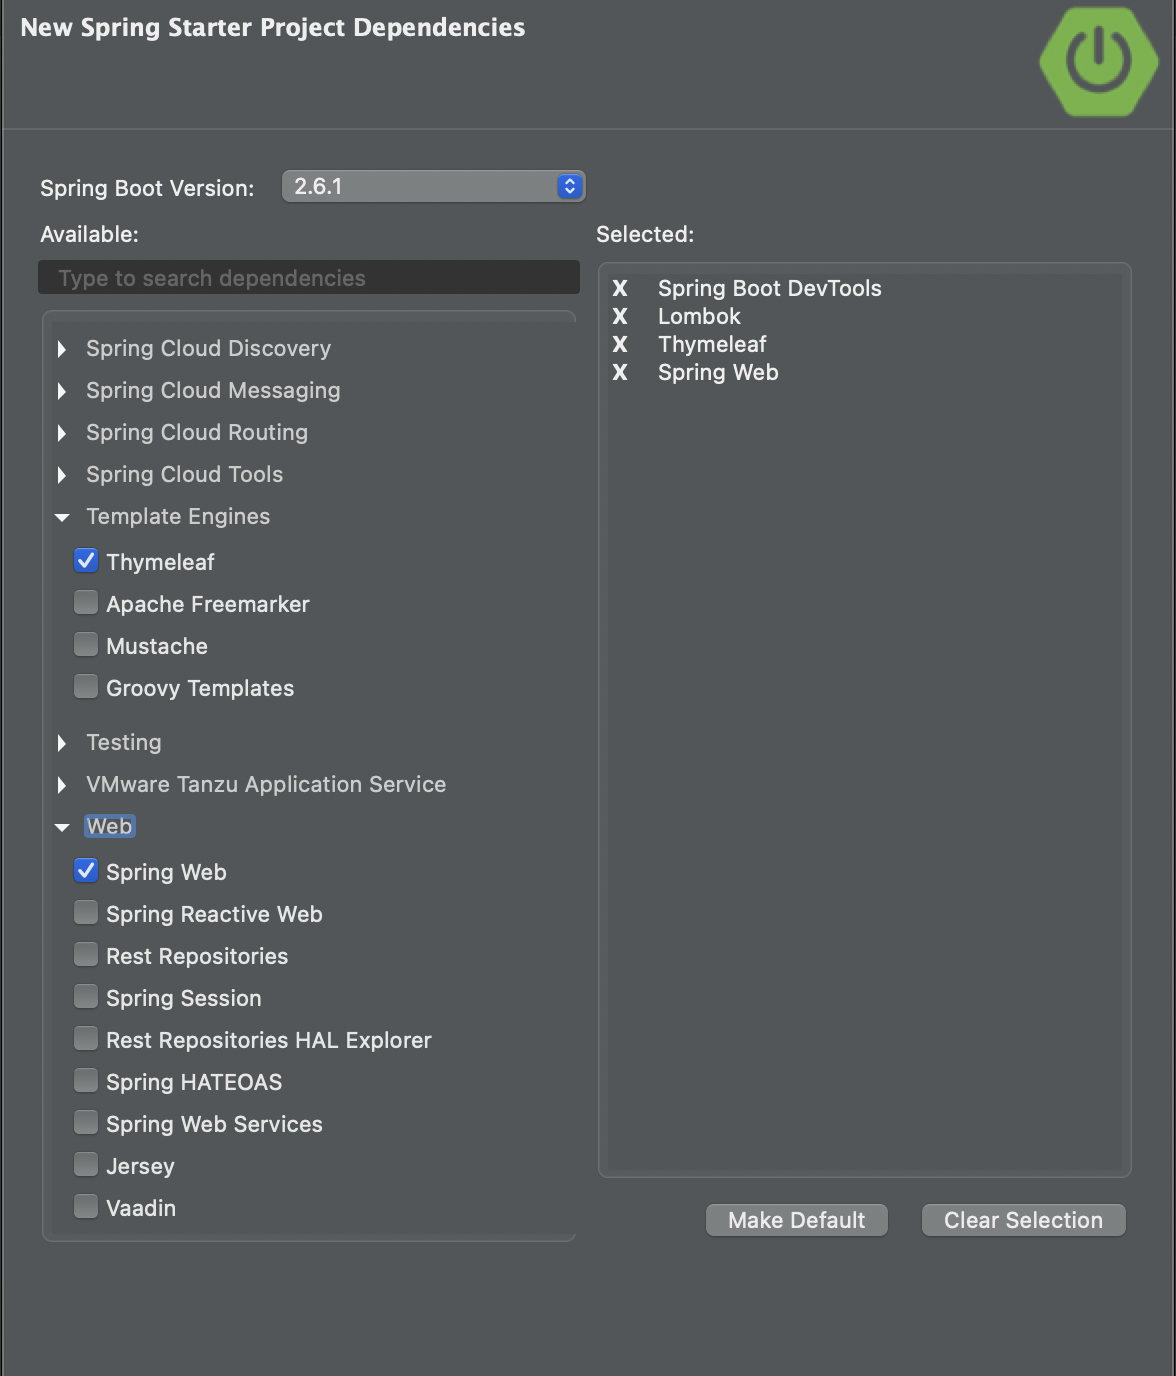 New Spring Starter Project Dependencies
Spring Boot Version: 2.6.1
Available:
Type to search dependencies
Spring Cloud Discovery
Spring Cloud Messaging
Spring Cloud Routing
Spring Cloud Tools
Template Engines
Thymeleaf
Apache Freemarker
Mustache
Groovy Templates
Testing
VMware Tanzu Application Service
Web
Spring Web
Spring Reactive Web
Rest Repositories
Spring Session
Rest Repositories HAL Explorer
Spring HATEOAS
Spring Web Services
Jersey
Vaadin
Selected:
X Spring Boot DevTools
X Lombok
X Thymeleaf
X Spring Web
Make Default
Clear Selection